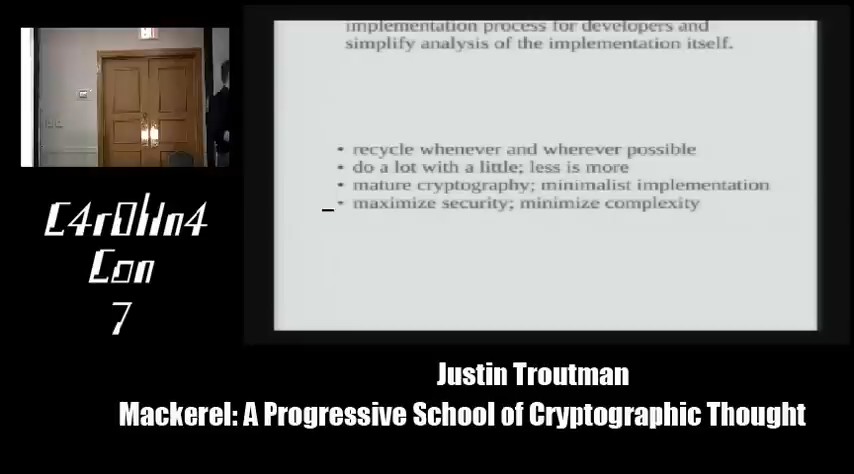 implementation process for developers and
simplify analysis of the implementation itself.
• recycle whenever and wherever possible
• do a lot with a little; less is more
• mature cryptography; minimalist implementation
• maximize security; minimize complexity
C4r0lin4
Con
7
Justin Troutman
Mackerel: A Progressive School of Cryptographic Thought